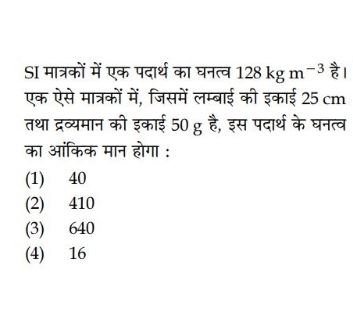 SI मात्रकों में एक पदार्थ का घनत्व 128 kg m⁻³ है।
एक ऐसे मात्रकों में, जिसमें लम्बाई की इकाई 25 cm
तथा द्रव्यमान की इकाई 50 g है, इस पदार्थ के घनत्व
का आंकिक मान होगा :
(1) 40
(2) 410
(3) 640
(4) 16